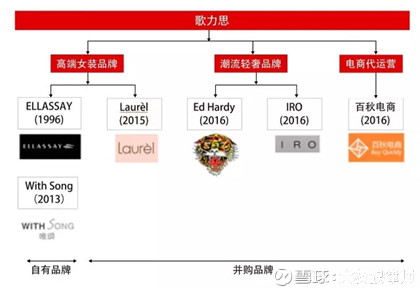 歌力思
高端女装品牌
潮流轻奢品牌
电商代运营
ELLASSAY
(1996)
Laurèl
(2015)
Ed Hardy
(2016)
IRO
(2016)
百秋电商
(2016)
ELLASSAY
Laurèl
I R O
百秋电商
Buy Quickly
With Song
(2013)
WITH SONG
唯颂
自有品牌
并购品牌
雪球